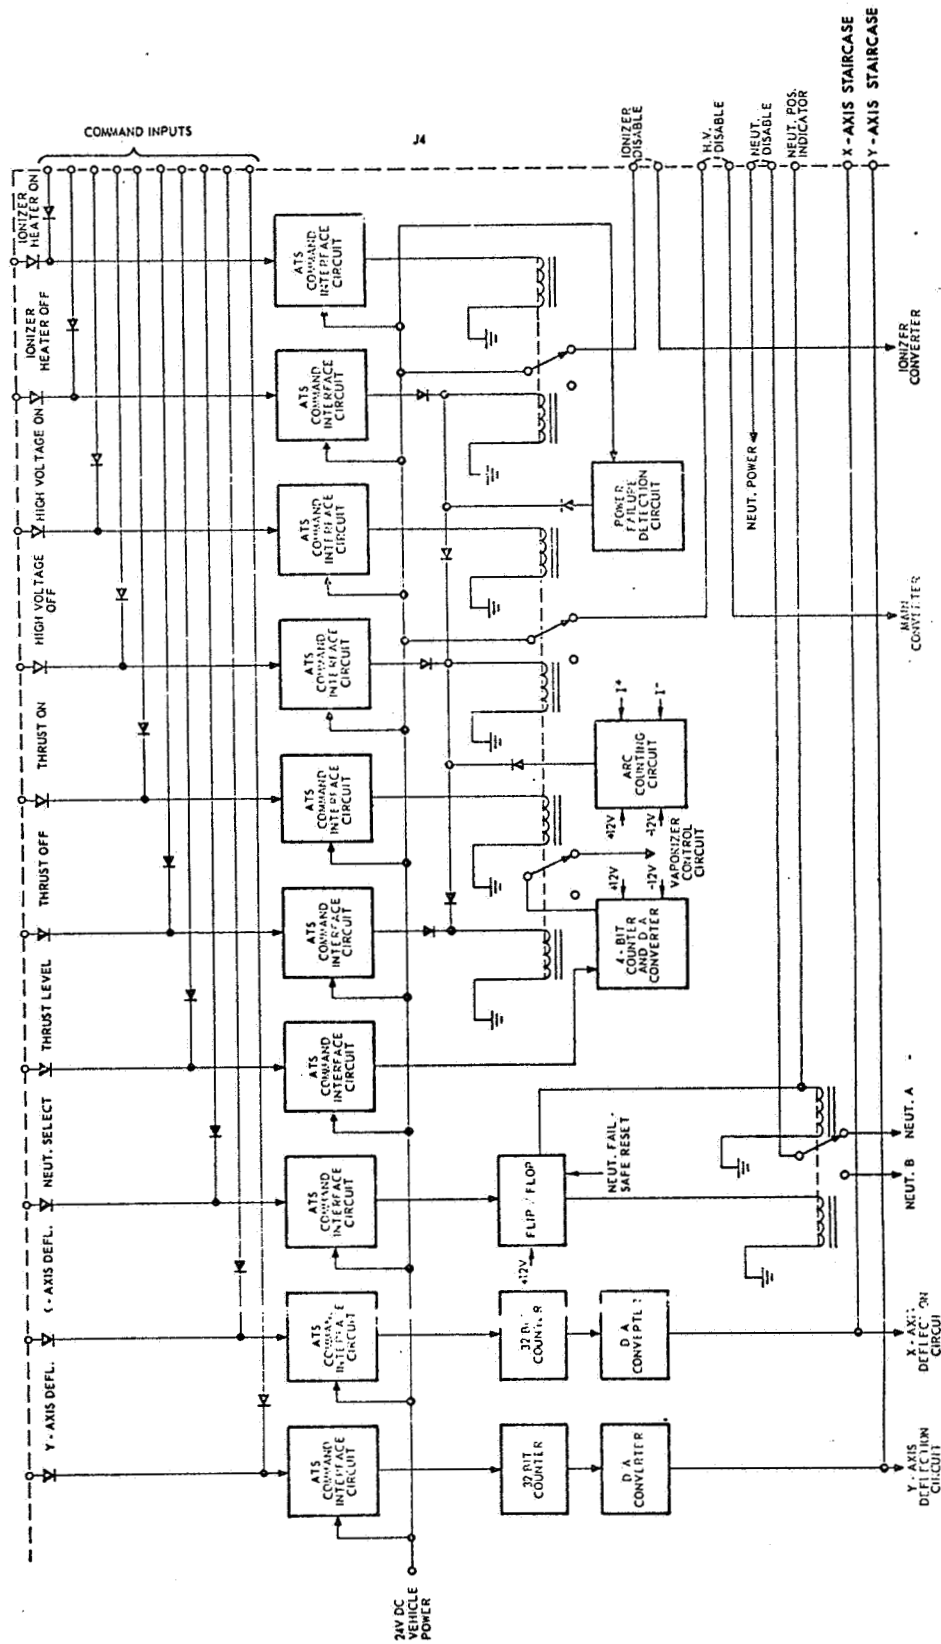 COMMAND INPUTS
J4
IONIZER
HEATER ON
IONIZER
HEATER OFF
HIGH VOLTAGE ON
HIGH VOLTAGE
OFF
THRUST ON
THRUST OFF
THRUST LEVEL
NEUT. SELECT
- AXIS DEFL.
Y - AXIS DEFL.
ATS
COMMAND
INTERFACE
CIRCUIT
ATS
COMMAND
INTERFACE
CIRCUIT
ATS
COMMAND
INTERFACE
CIRCUIT
ATS
COMMAND
INTERFACE
CIRCUIT
ATS
COMMAND
INTERFACE
CIRCUIT
ATS
COMMAND
INTERFACE
CIRCUIT
ATS
COMMAND
INTERFACE
CIRCUIT
ATS
COMMAND
INTERFACE
CIRCUIT
ATS
COMMAND
INTERFACE
CIRCUIT
ATS
COMMAND
INTERFACE
CIRCUIT
24V DC
VEHICLE
POWER
IONIZER
DISABLE
H.V.
DISABLE
NEUT.
DISABLE
NEUT. POS.
INDICATOR
X - AXIS STAIRCASE
Y - AXIS STAIRCASE
POWER
FAILURE
DETECTION
CIRCUIT
NEUT. POWER
IONIZER
CONVERTER
MAIN
CONVERTER
ARC
COUNTING
CIRCUIT
I+
I-
+12V
-12V
VAPORIZER
CONTROL
CIRCUIT
+12V
-12V
4 - BIT
COUNTER
AND D A
CONVERTER
FLIP / FLOP
+12V
NEUT. FAIL -
SAFE RESET
NEUT. A
NEUT. B
32 BIT
COUNTER
D A
CONVERTER
X - AXIS
DEFLECTION
CIRCUIT
32 BIT
COUNTER
D A
CONVERTER
Y - AXIS
DEFLECTION
CIRCUIT